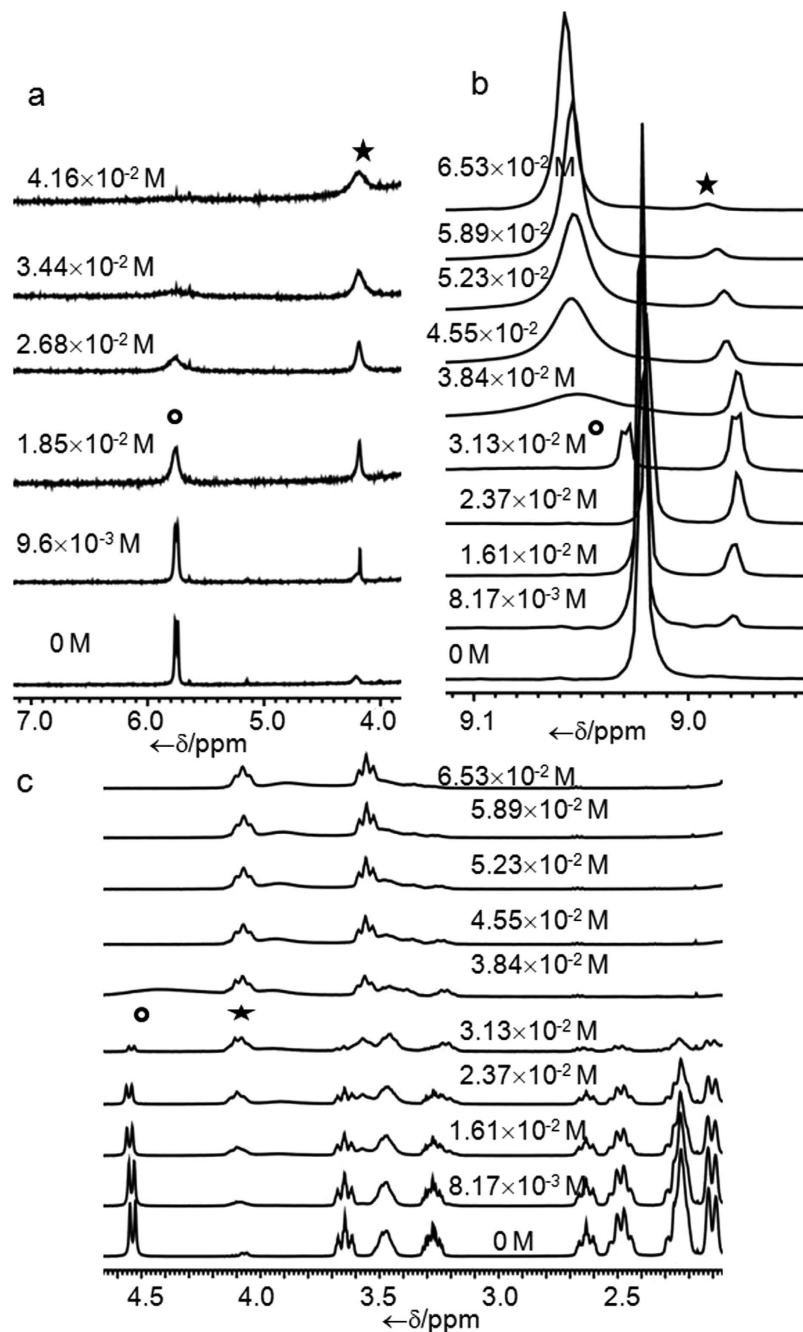 a
4.16×10⁻² M
3.44×10⁻² M
2.68×10⁻² M
1.85×10⁻² M
9.6×10⁻³ M
0 M
7.0 6.0 5.0 4.0
←δ/ppm
b
6.53×10⁻² M
5.89×10⁻²
5.23×10⁻²
4.55×10⁻²
3.84×10⁻² M
3.13×10⁻² M
2.37×10⁻² M
1.61×10⁻² M
8.17×10⁻³ M
0 M
9.1 9.0
←δ/ppm
c
6.53×10⁻² M
5.89×10⁻² M
5.23×10⁻² M
4.55×10⁻² M
3.84×10⁻² M
3.13×10⁻² M
2.37×10⁻² M
1.61×10⁻² M
8.17×10⁻³ M
0 M
4.5 4.0 3.5 3.0 2.5
←δ/ppm